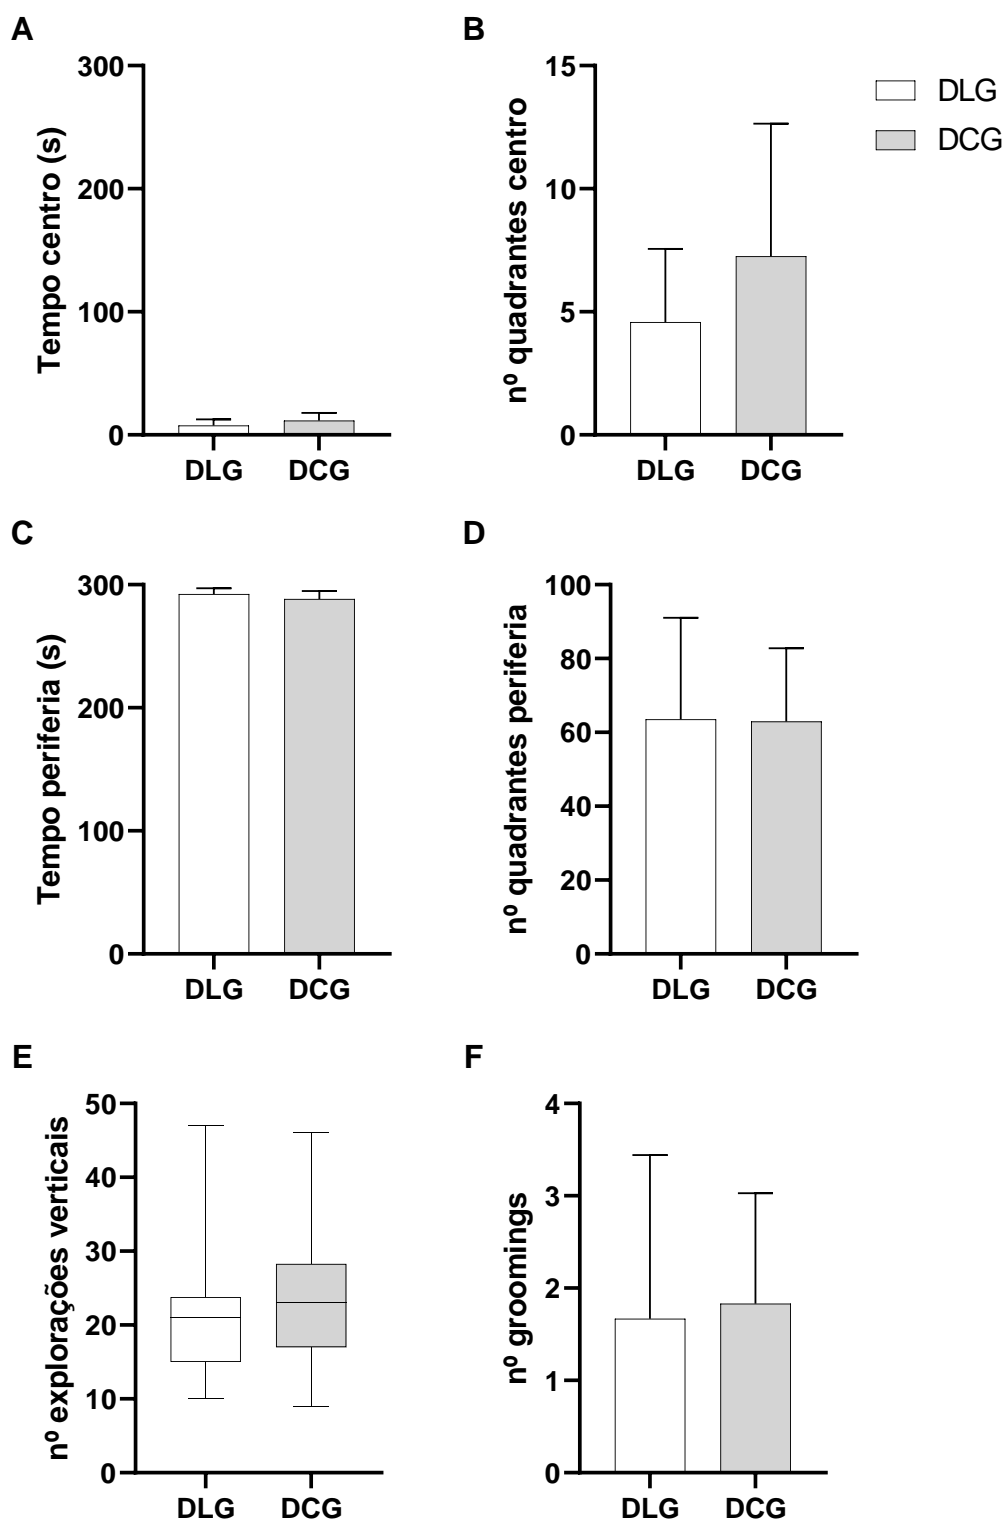 A
300
200
100
0
Tempo centro (s)
DLG
DCG
B
15
10
5
0
nº quadrantes centro
DLG
DCG
DLG
DCG
C
300
200
100
0
Tempo periferia (s)
DLG
DCG
D
100
80
60
40
20
0
nº quadrantes periferia
DLG
DCG
E
50
40
30
20
10
0
nº explorações verticais
DLG
DCG
F
4
3
2
1
0
nº groomings
DLG
DCG